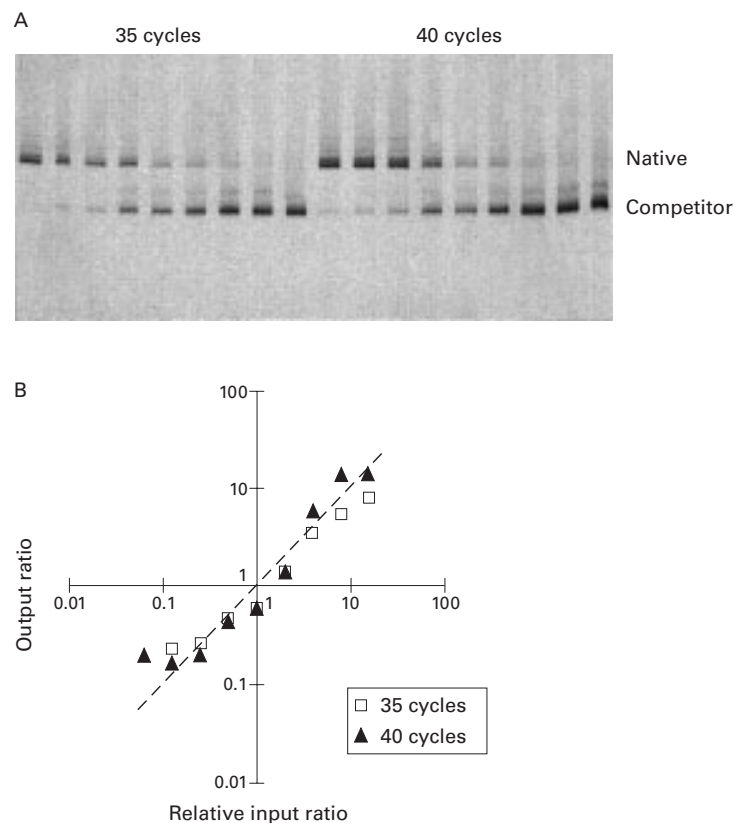 A
35 cycles 40 cycles
Native
Competitor
B
100
10
1
0.01 0.1 1 10 100
0.1
0.01
Output ratio
Relative input ratio
35 cycles
40 cycles